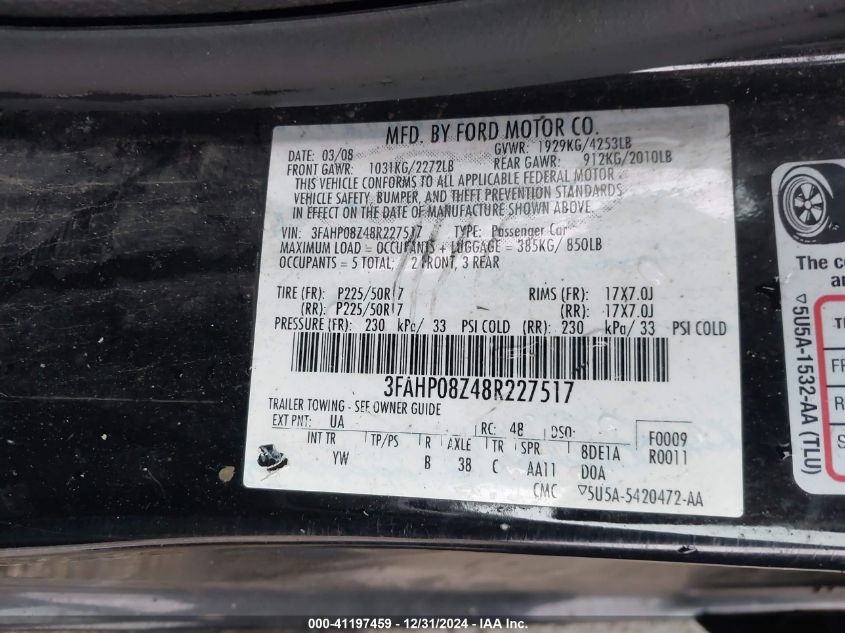 MFD. BY FORD MOTOR CO.
DATE: 03/08 GVWR: 1929KG/4253LB
FRONT GAWR: 1031KG/2272LB REAR GAWR: 912KG/2010LB
THIS VEHICLE CONFORMS TO ALL APPLICABLE FEDERAL MOTOR
VEHICLE SAFETY, BUMPER, AND THEFT PREVENTION STANDARDS
IN EFFECT ON THE DATE OF MANUFACTURE SHOWN ABOVE.
VIN: 3FAHP08Z48R227517 TYPE: Passenger Car
MAXIMUM LOAD = OCCUPANTS + LUGGAGE = 385KG/ 850LB
OCCUPANTS = 5 TOTAL; 2 FRONT, 3 REAR
TIRE (FR): P225/50R17 RIMS (FR): 17X7.0J
(RR): P225/50R17 (RR): 17X7.0J
PRESSURE (FR): 230 kPa/ 33 PSI COLD (RR): 230 kPa/ 33 PSI COLD
3FAHP08Z48R227517
TRAILER TOWING - SEE OWNER GUIDE
EXT PNT: UA RC: 48 DSO: F0009
INT TR TP/PS R AXLE TR SPR 8DE1A R0011
YW B 38 C AA11 D0A
CMC ▽5U5A-5420472-AA
The co
an
▽5U5A-1532-AA (TLU)
FR
R
S
000-41197459 - 12/31/2024 - IAA Inc.